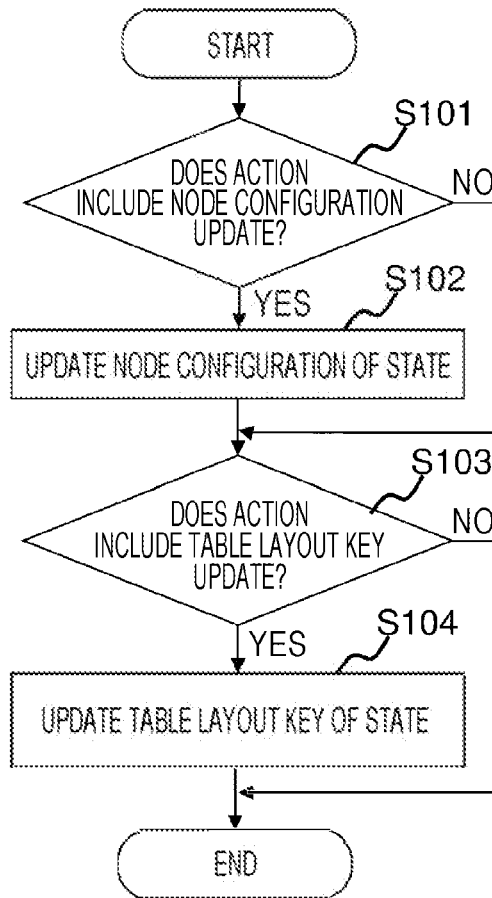 START
S101
DOES ACTION
INCLUDE NODE CONFIGURATION
UPDATE?
NO
YES
S102
UPDATE NODE CONFIGURATION OF STATE
S103
DOES ACTION
INCLUDE TABLE LAYOUT KEY
UPDATE?
NO
YES
S104
UPDATE TABLE LAYOUT KEY OF STATE
END